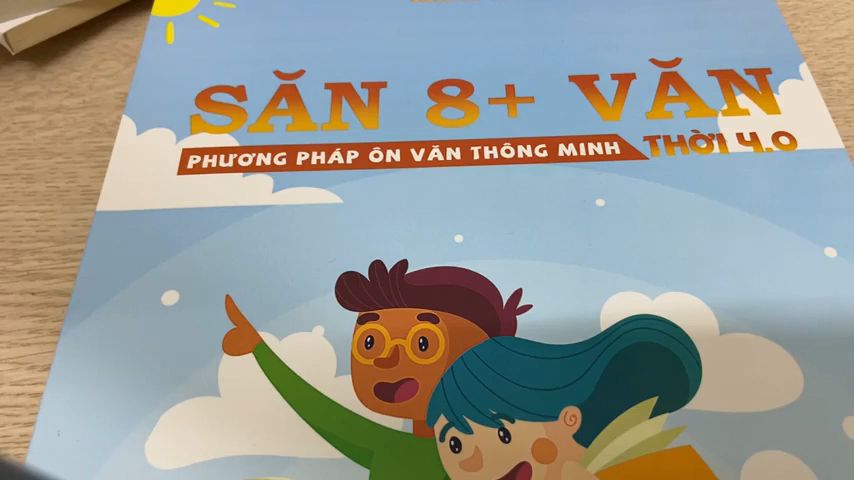 SĂN 8+ VĂN
PHƯƠNG PHÁP ÔN VĂN THÔNG MINH THỜI 4.0